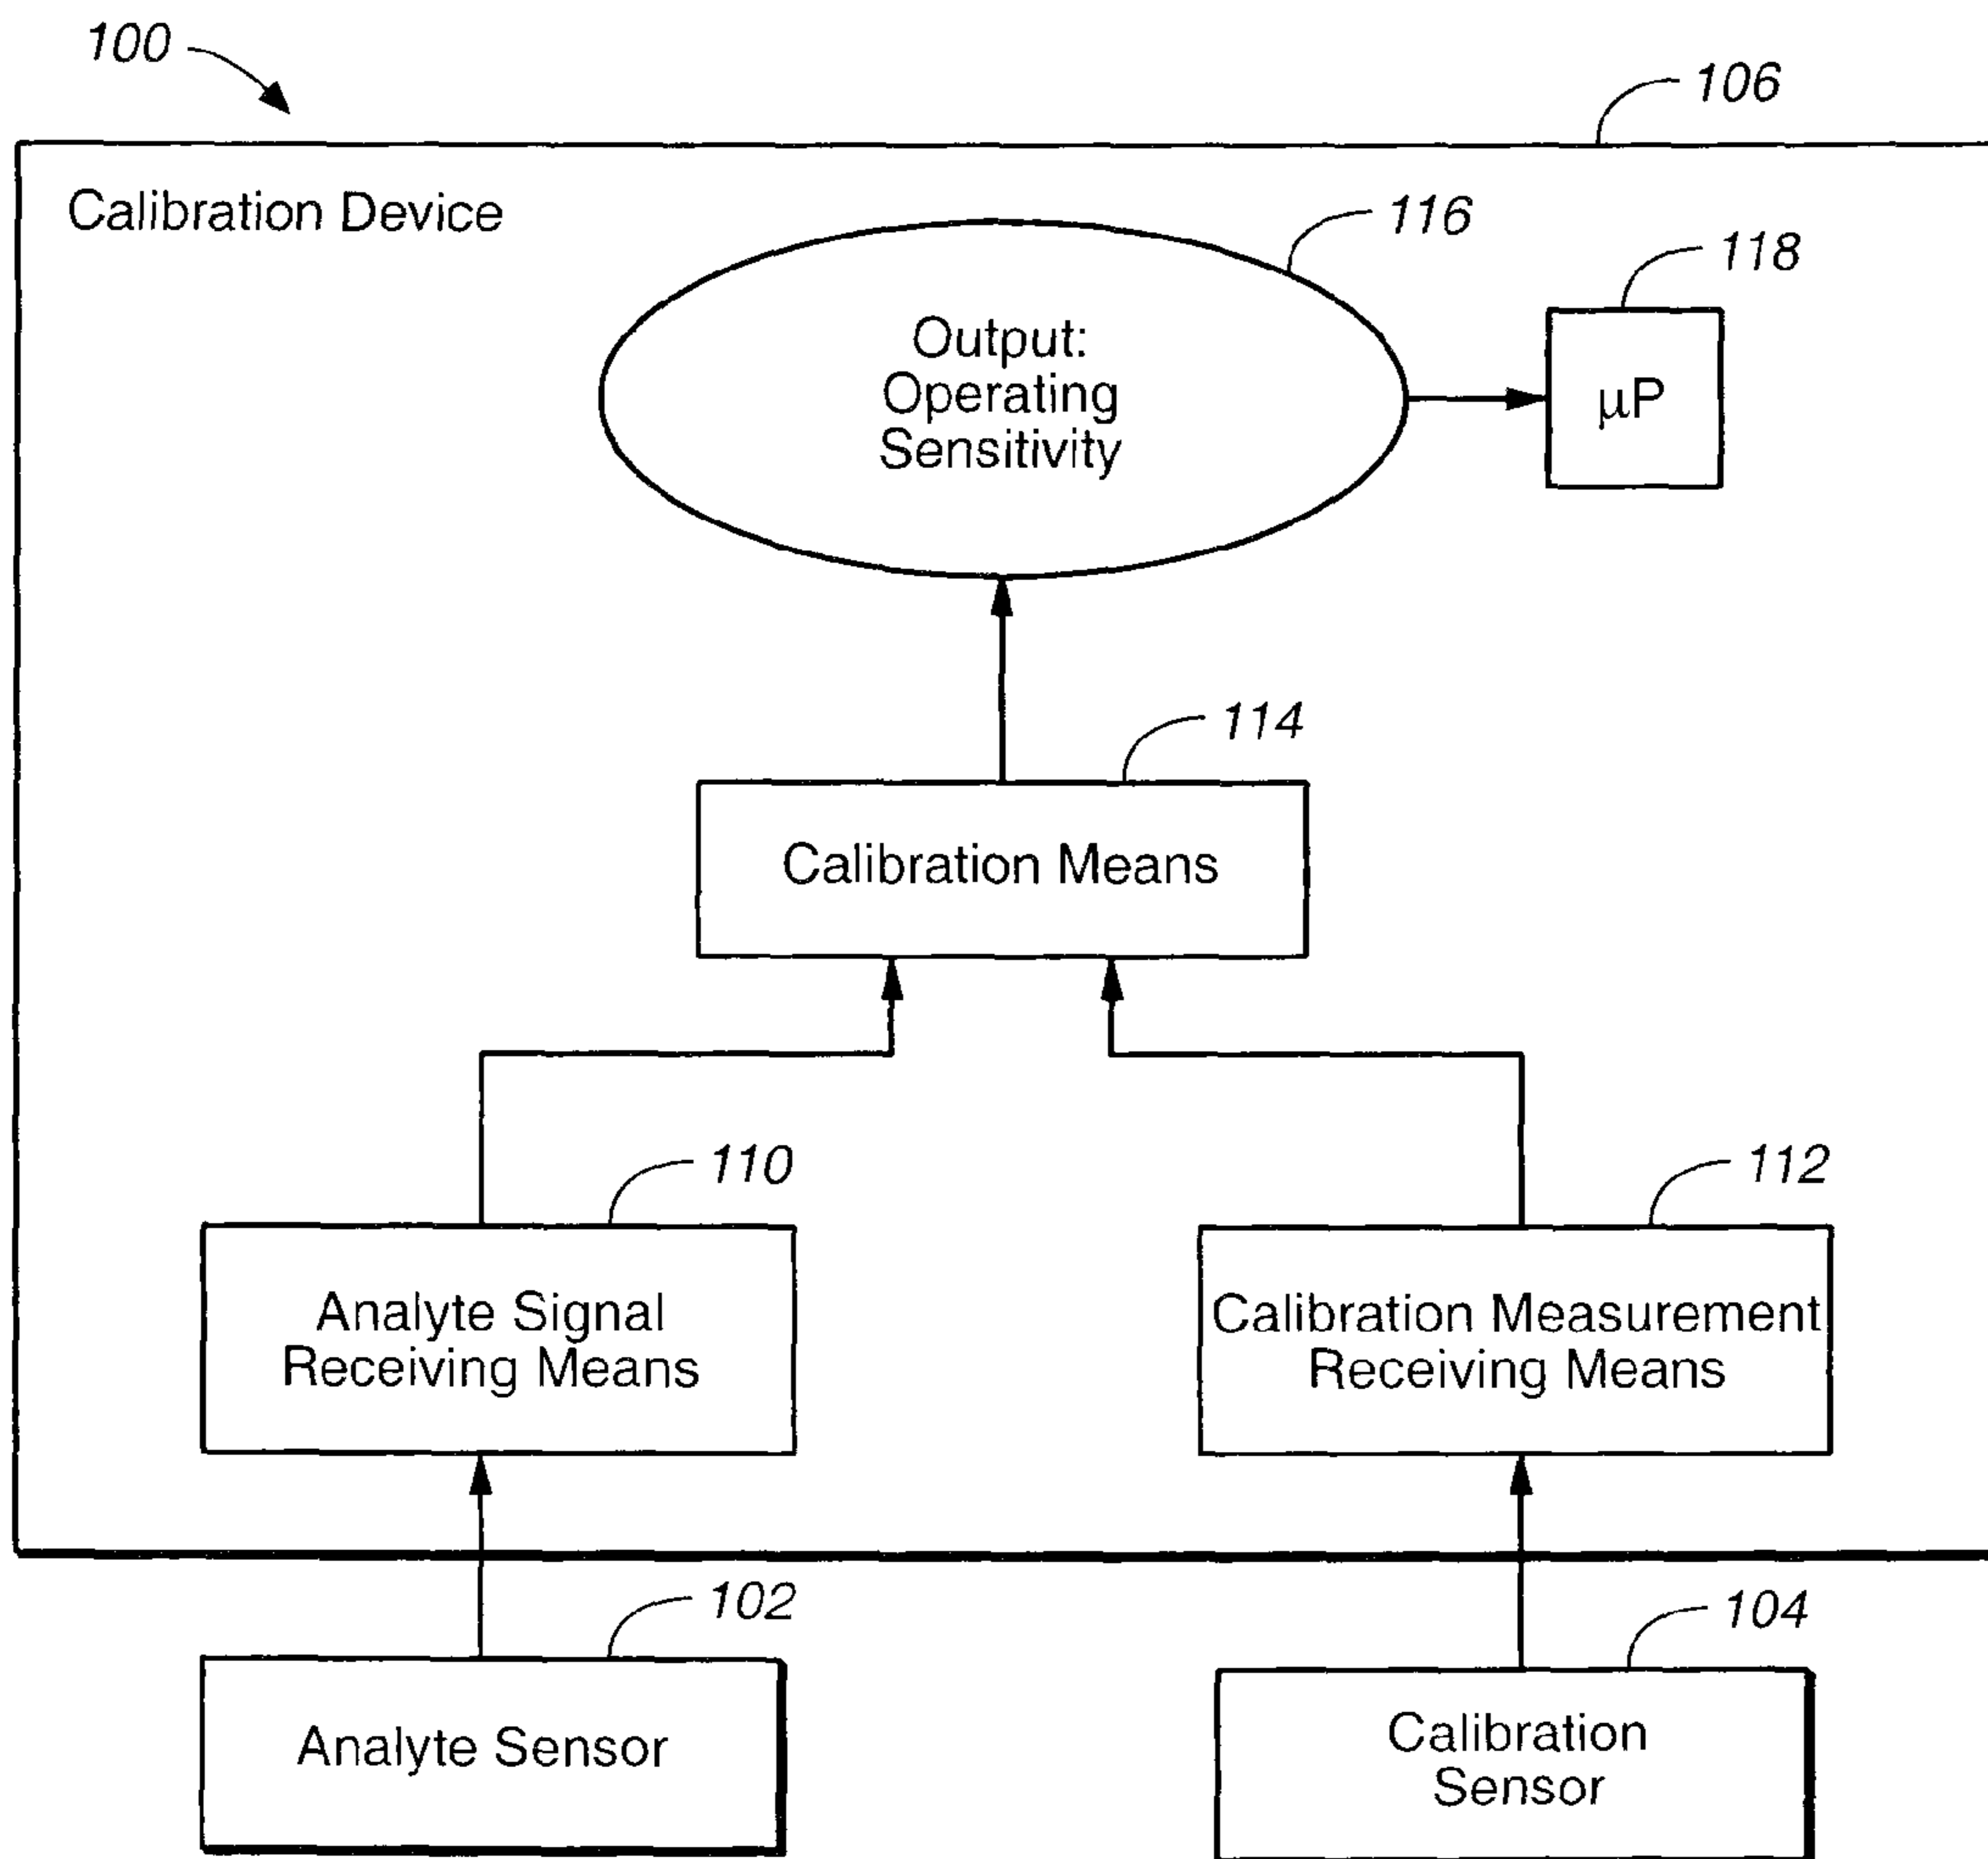 100
106
Calibration Device
116
118
Output:
Operating
Sensitivity
μP
114
Calibration Means
110
112
Analyte Signal
Receiving Means
Calibration Measurement
Receiving Means
102
104
Analyte Sensor
Calibration
Sensor